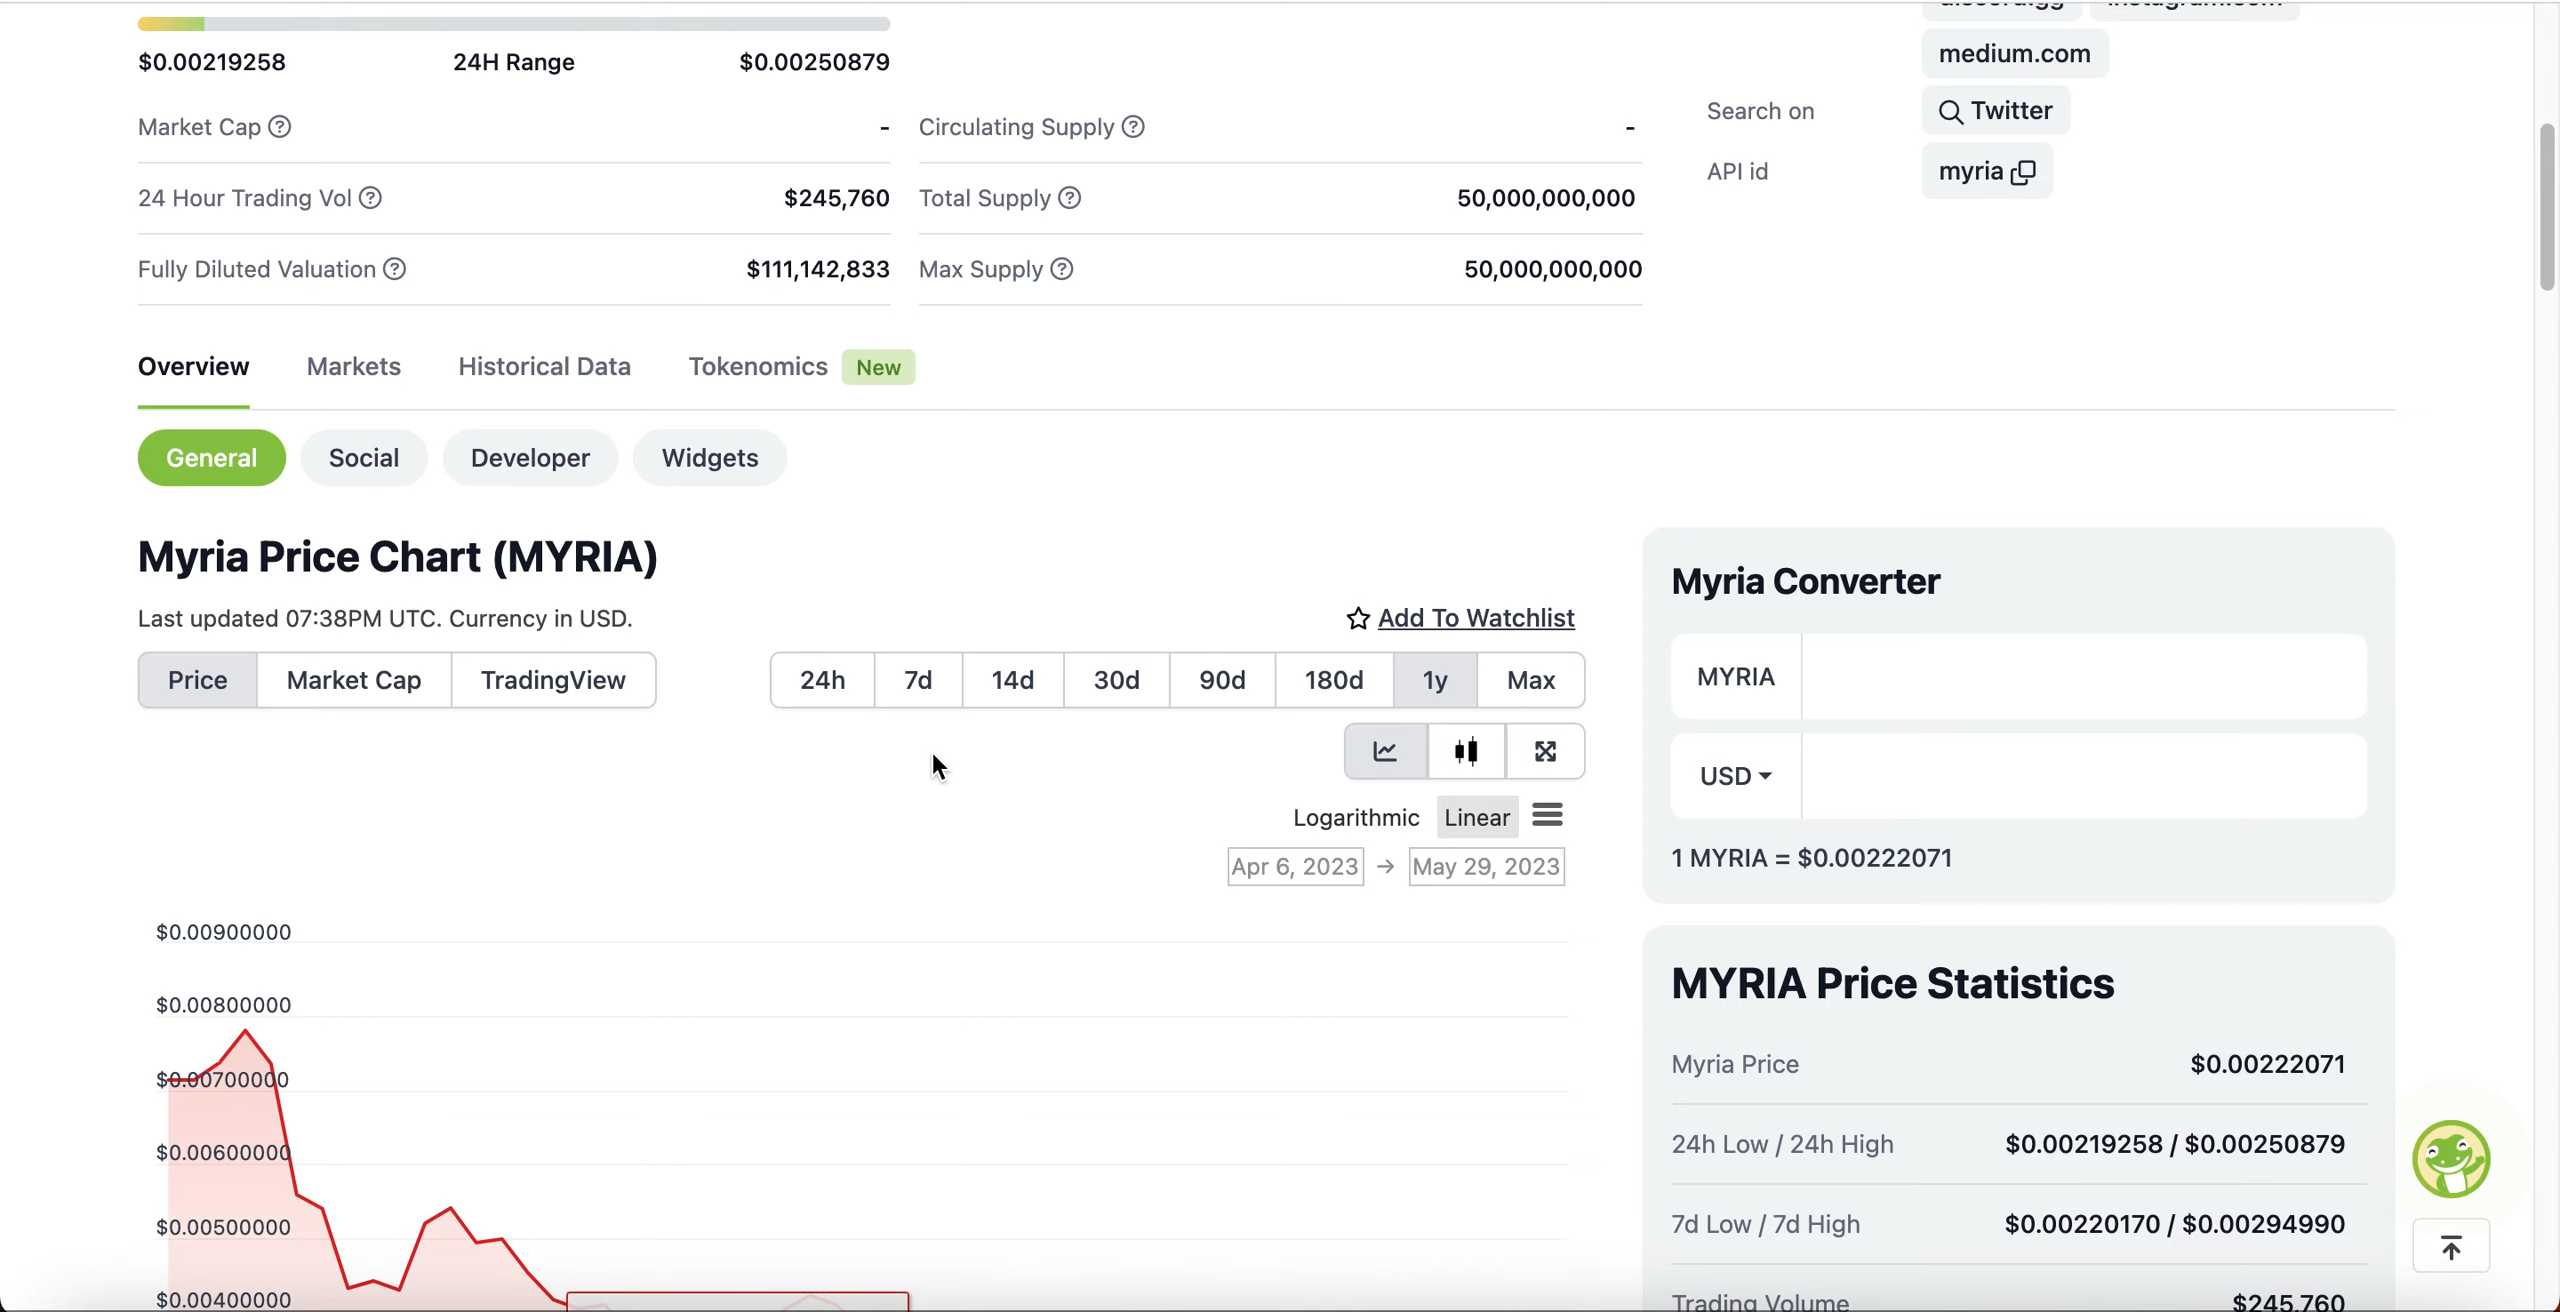 discord.gg instagram.com
medium.com
$0.00219258 24H Range $0.00250879
Search on Twitter
Market Cap - Circulating Supply -
API id myria
24 Hour Trading Vol $245,760 Total Supply 50,000,000,000
Fully Diluted Valuation $111,142,833 Max Supply 50,000,000,000
Overview Markets Historical Data Tokenomics New
General Social Developer Widgets
Myria Price Chart (MYRIA)
Last updated 07:38PM UTC. Currency in USD.
Add To Watchlist
Price Market Cap TradingView 24h 7d 14d 30d 90d 180d 1y Max
Logarithmic Linear
Apr 6, 2023 → May 29, 2023
$0.00900000
$0.00800000
$0.00700000
$0.00600000
$0.00500000
$0.00400000
Myria Converter
MYRIA
USD
1 MYRIA = $0.00222071
MYRIA Price Statistics
Myria Price $0.00222071
24h Low / 24h High $0.00219258 / $0.00250879
7d Low / 7d High $0.00220170 / $0.00294990
Trading Volume $245,760